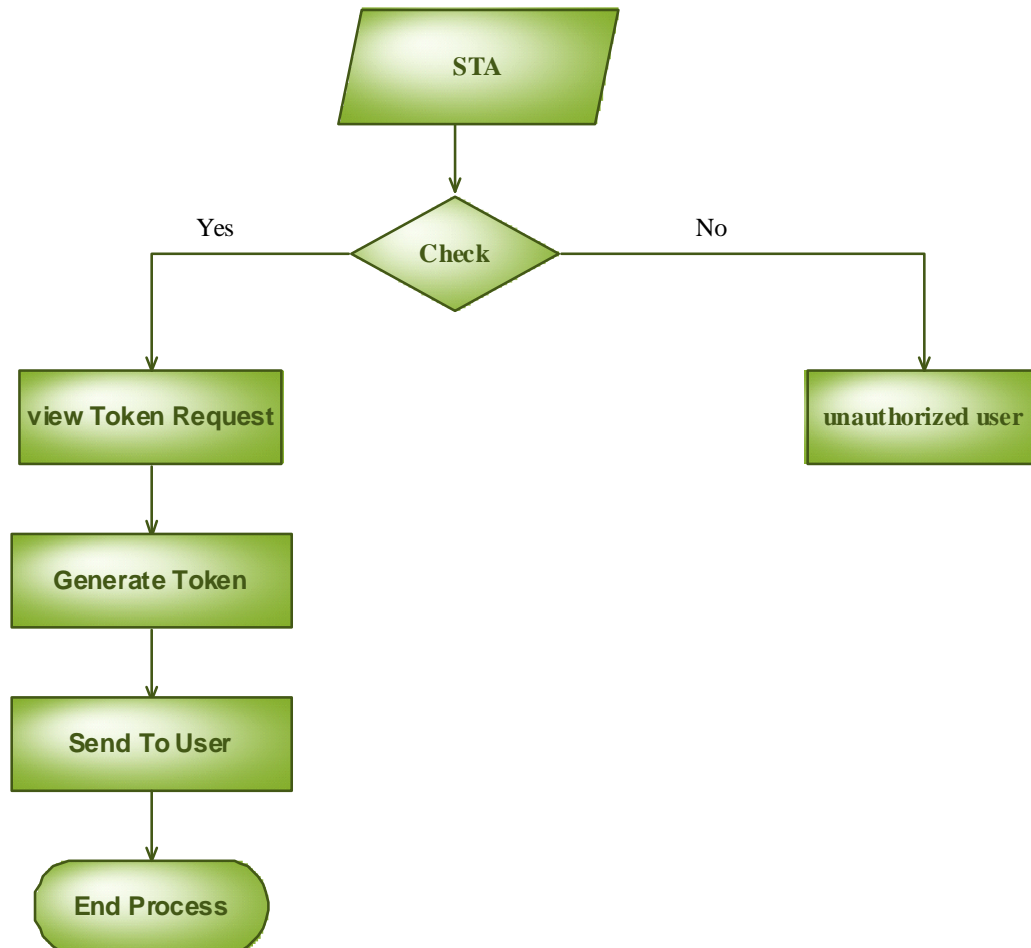 STA
Yes
No
Check
view Token Request
unauthorized user
Generate Token
Send To User
End Process